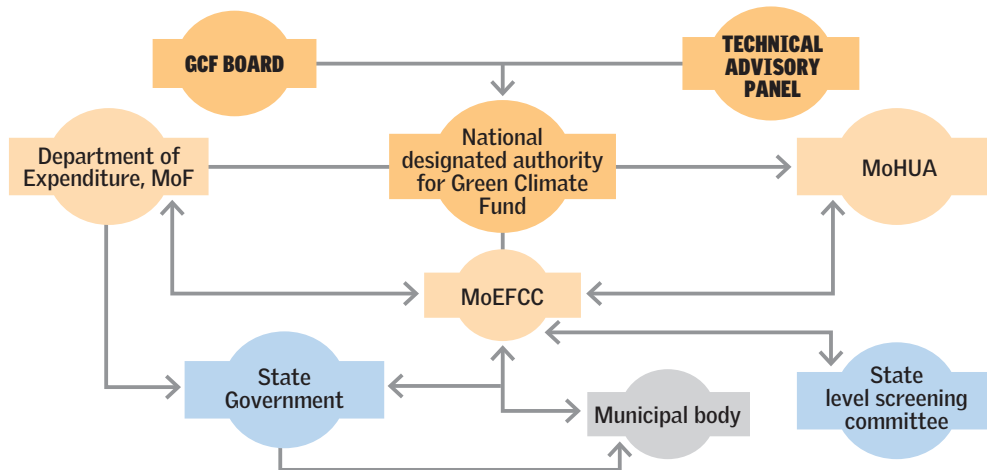 GCF BOARD
TECHNICAL
ADVISORY
PANEL
Department of
Expenditure, MoF
National
designated authority
for Green Climate
Fund
MoHUA
MoEFCC
State
Government
Municipal body
State
level screening
committee